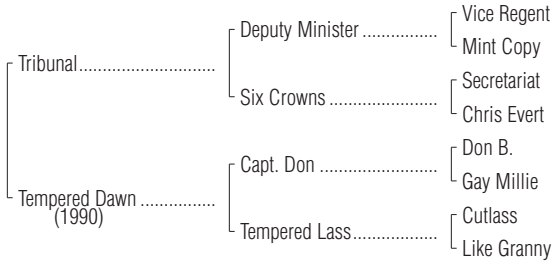 Vice Regent
Deputy Minister ................
Mint Copy
Tribunal.............................
Secretariat
Six Crowns .......................
Chris Evert
Don B.
Capt. Don .........................
Gay Millie
Tempered Dawn ................
(1990)
Cutlass
Tempered Lass..................
Like Granny